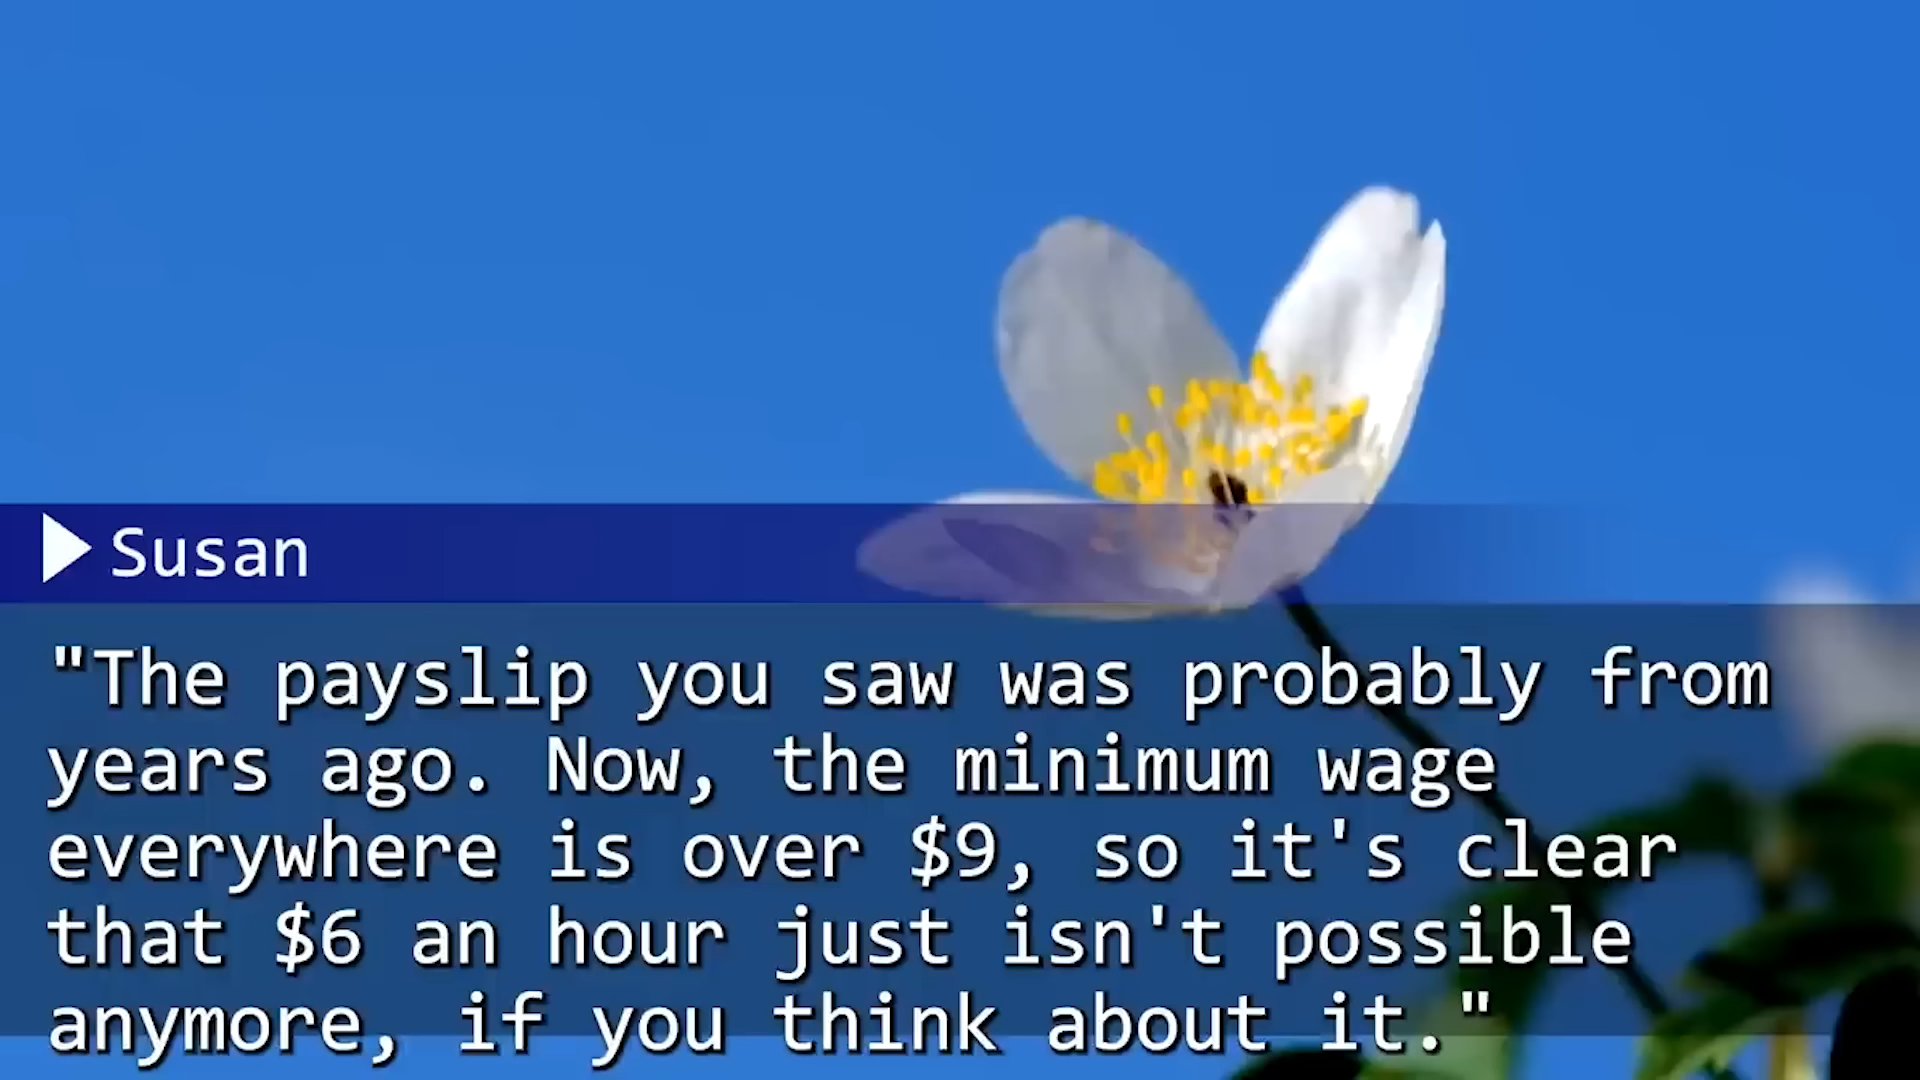 Susan
"The payslip you saw was probably from
years ago. Now, the minimum wage
everywhere is over $9, so it's clear
that $6 an hour just isn't possible
anymore, if you think about it."